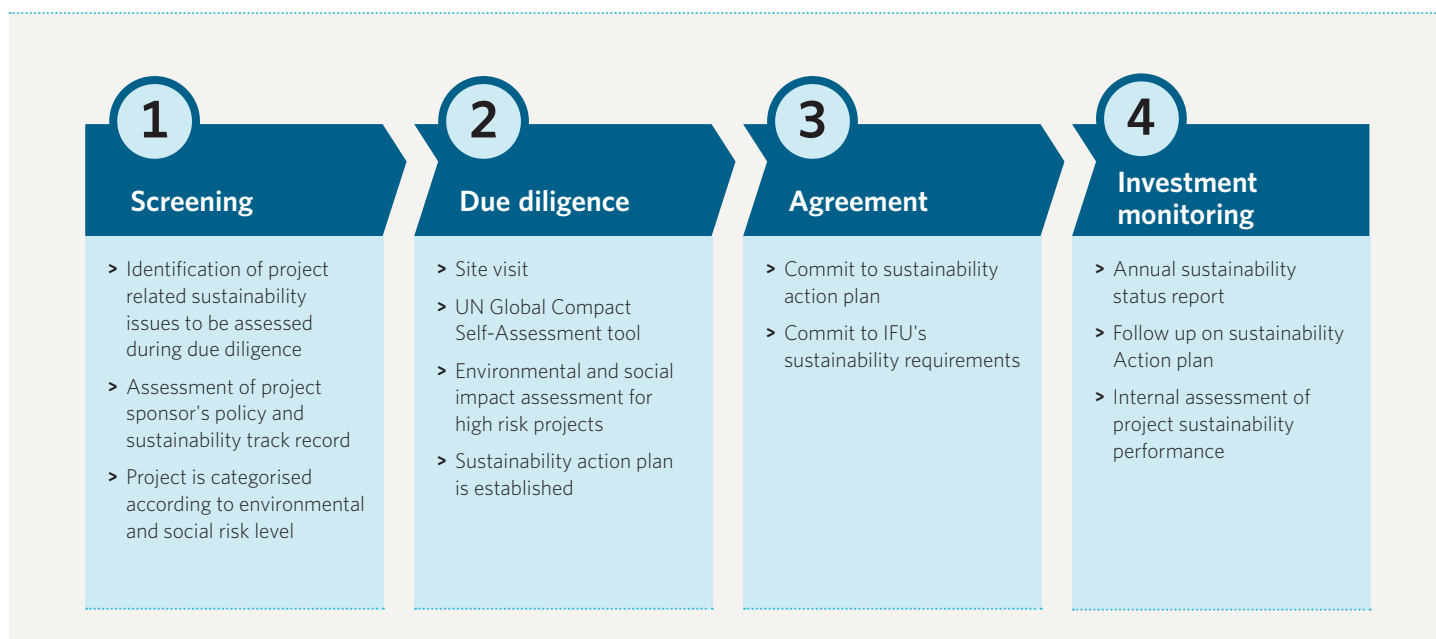 1
Screening
> Identification of project
related sustainability
issues to be assessed
during due diligence
> Assessment of project
sponsor's policy and
sustainability track record
> Project is categorised
according to environmental
and social risk level
2
Due diligence
> Site visit
> UN Global Compact
Self-Assessment tool
> Environmental and social
impact assessment for
high risk projects
> Sustainability action plan
is established
3
Agreement
> Commit to sustainability
action plan
> Commit to IFU's
sustainability requirements
4
Investment
monitoring
> Annual sustainability
status report
> Follow up on sustainability
Action plan
> Internal assessment of
project sustainability
performance